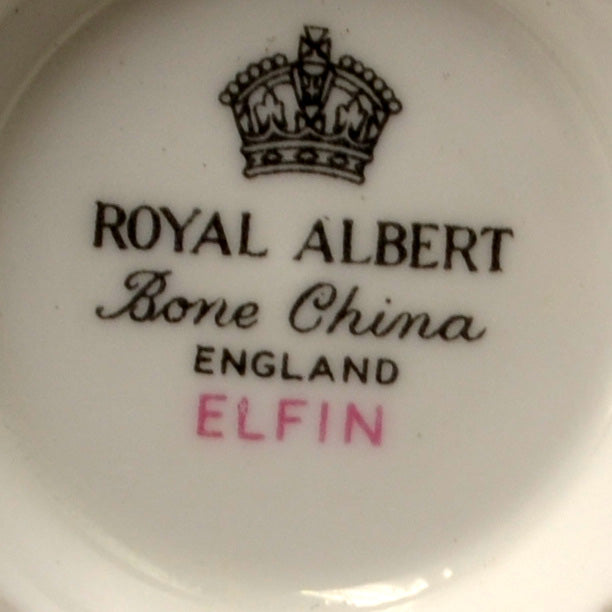 ROYAL ALBERT
Bone China
ENGLAND
ELFIN